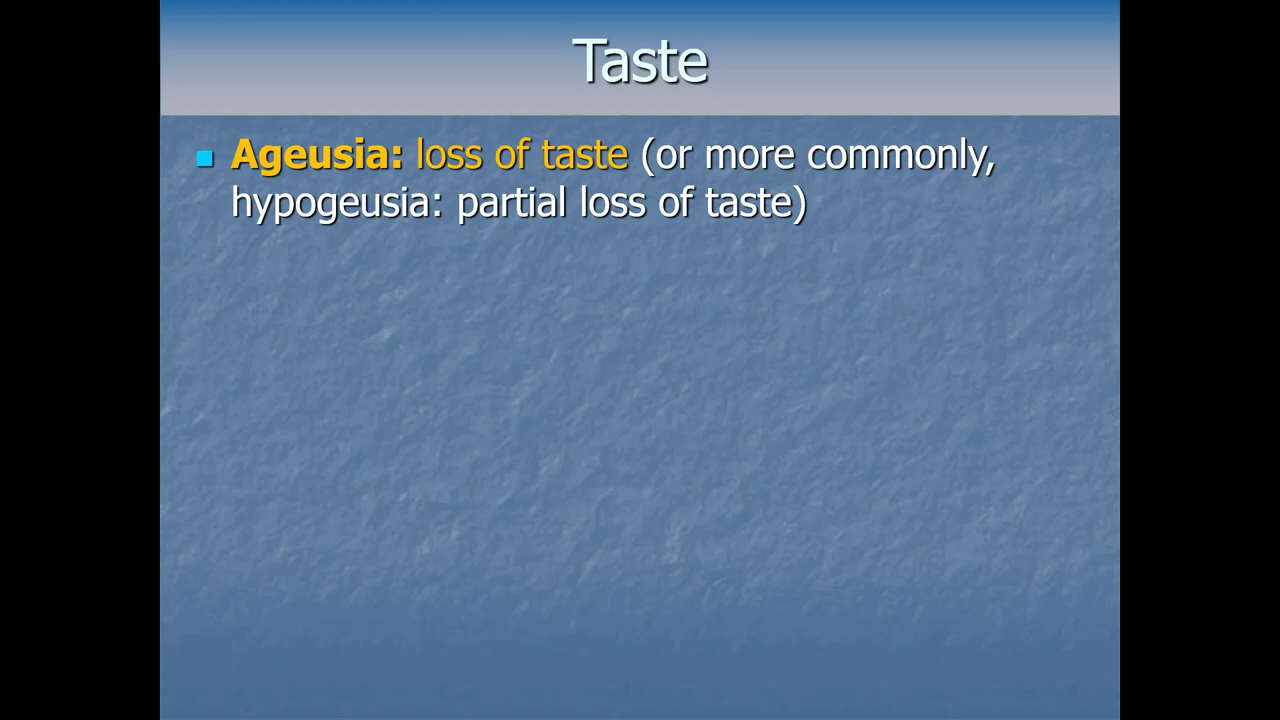 Taste
Ageusia: loss of taste (or more commonly,
hypogeusia: partial loss of taste)